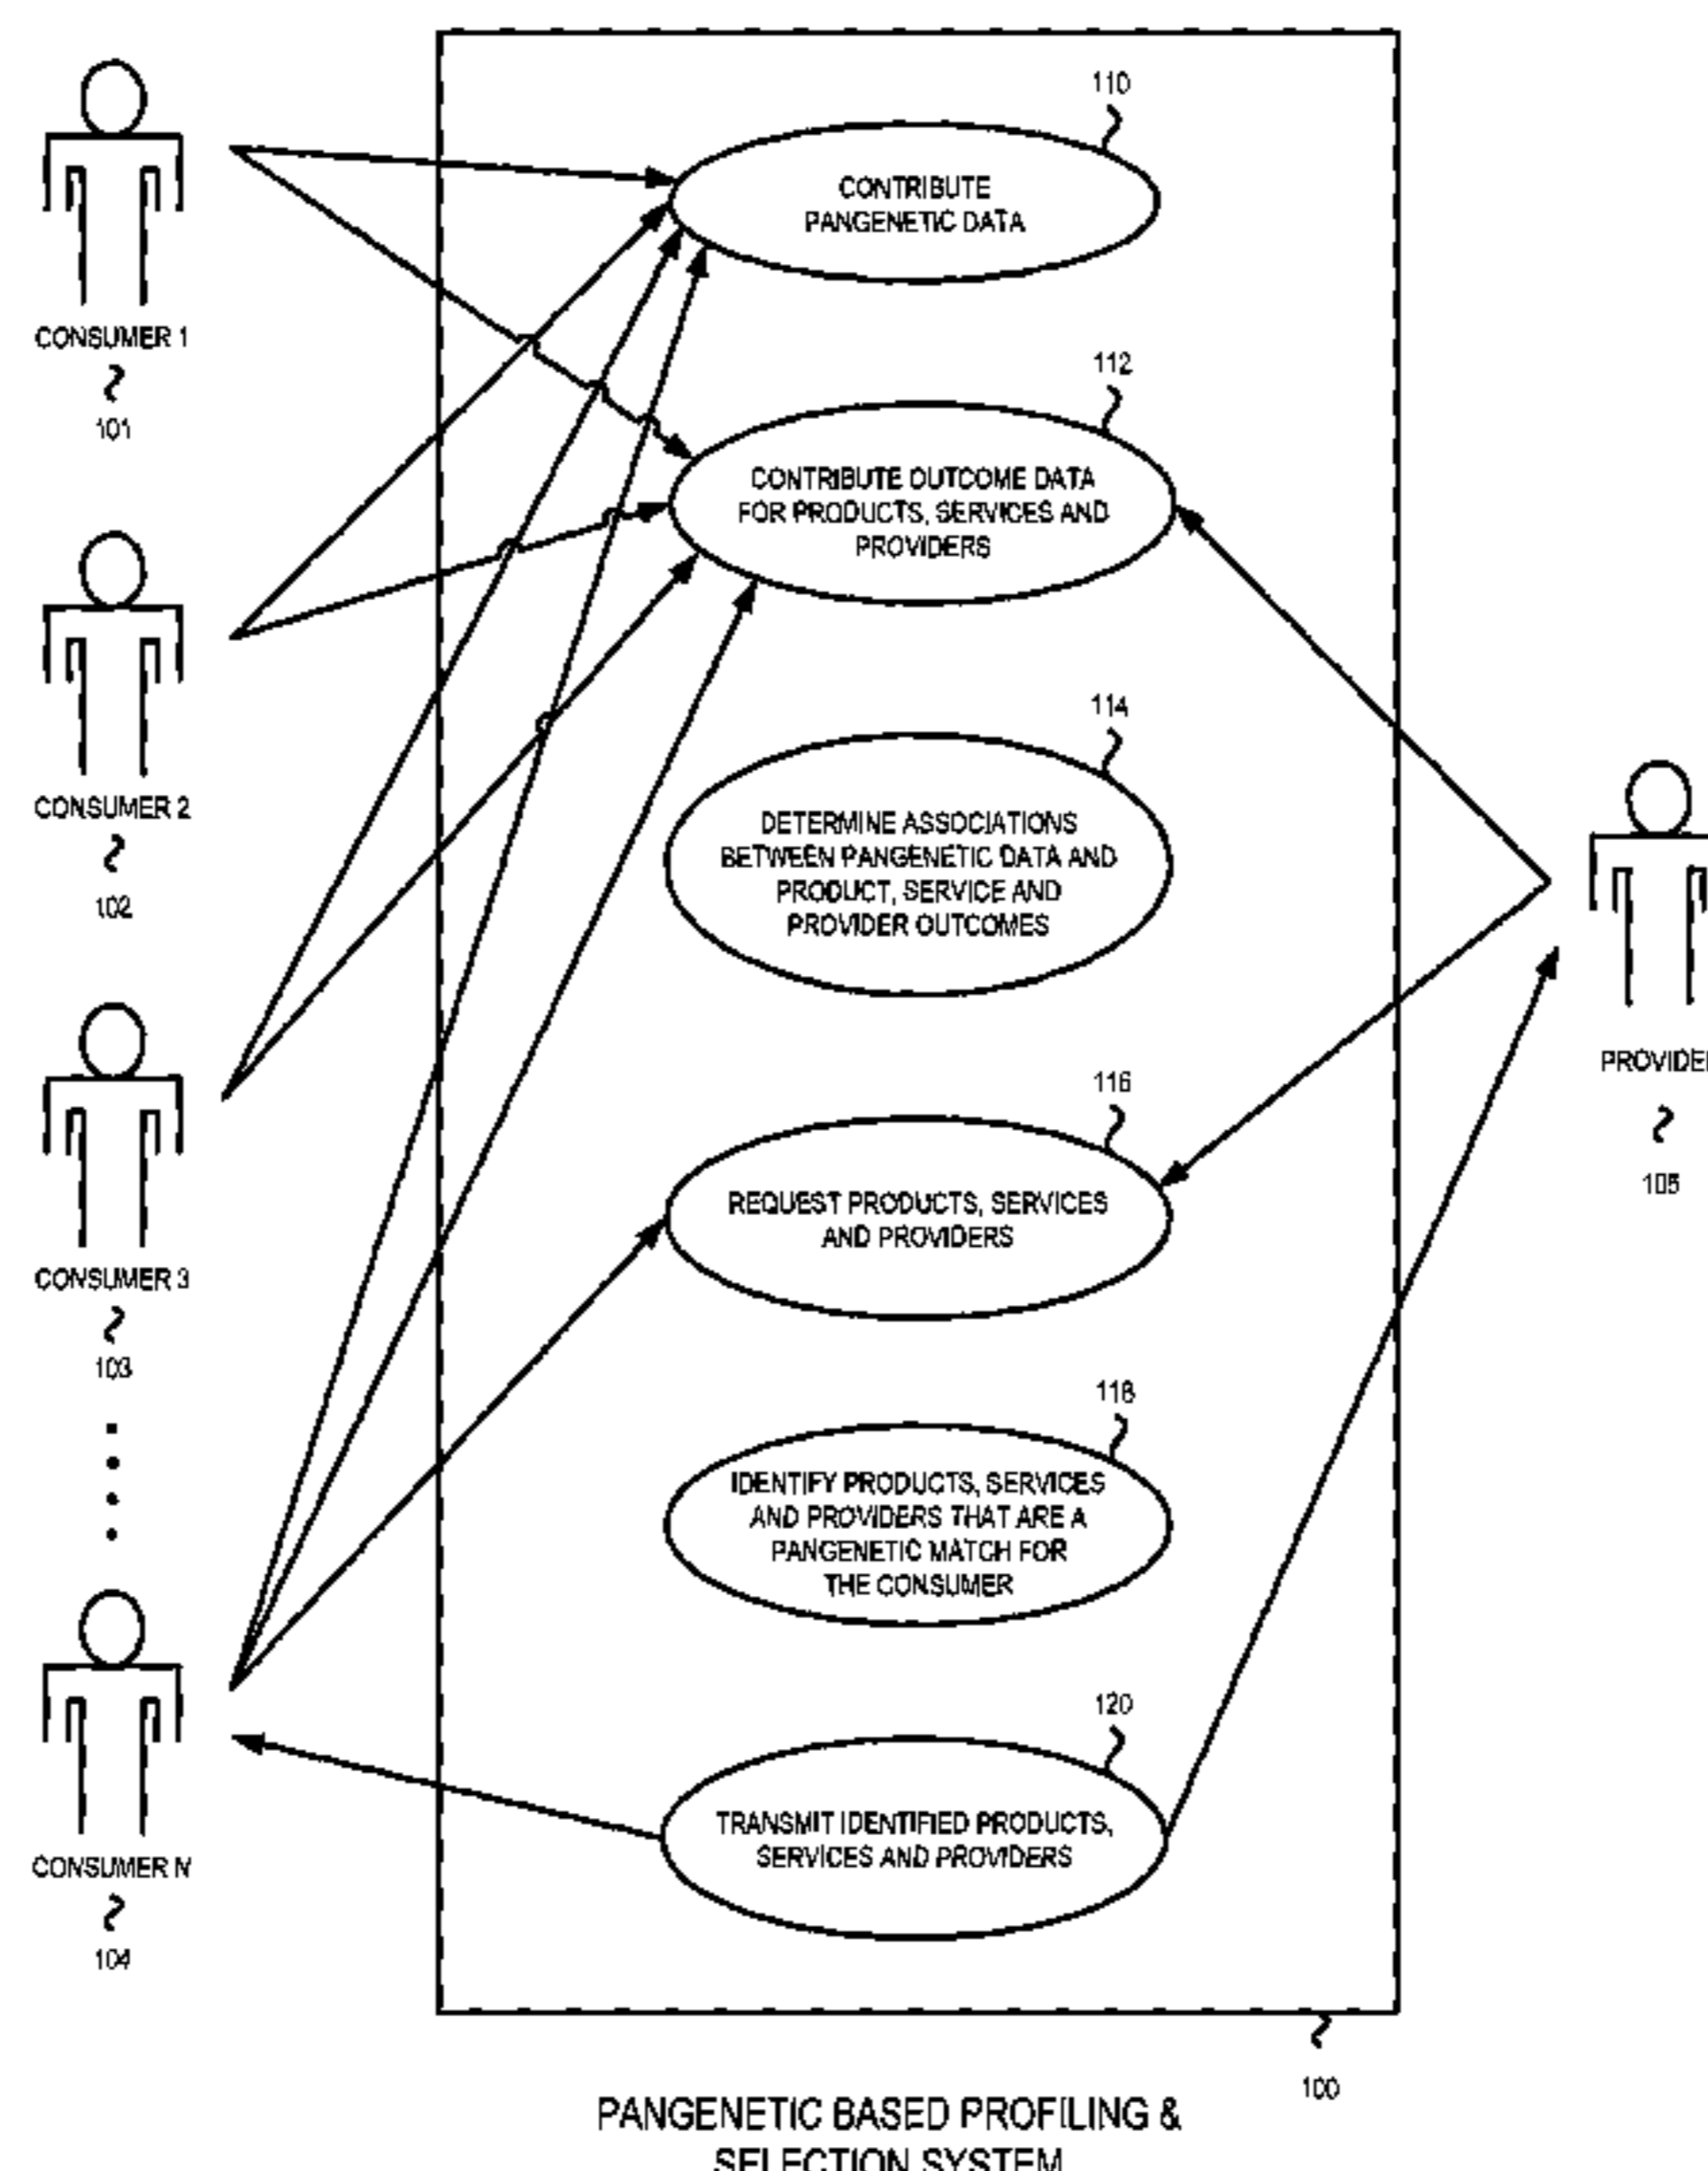 110
CONTRIBUTE
PANGENETIC DATA
CONSUMER 1
101
112
CONTRIBUTE OUTCOME DATA
FOR PRODUCTS, SERVICES AND
PROVIDERS
CONSUMER 2
102
114
DETERMINE ASSOCIATIONS
BETWEEN PANGENETIC DATA AND
PRODUCT, SERVICE AND
PROVIDER OUTCOMES
PROVIDER
105
CONSUMER 3
103
116
REQUEST PRODUCTS, SERVICES
AND PROVIDERS
118
IDENTIFY PRODUCTS, SERVICES
AND PROVIDERS THAT ARE A
PANGENETIC MATCH FOR
THE CONSUMER
CONSUMER N
104
120
TRANSMIT IDENTIFIED PRODUCTS,
SERVICES AND PROVIDERS
100
PANGENETIC BASED PROFILING &
SELECTION SYSTEM